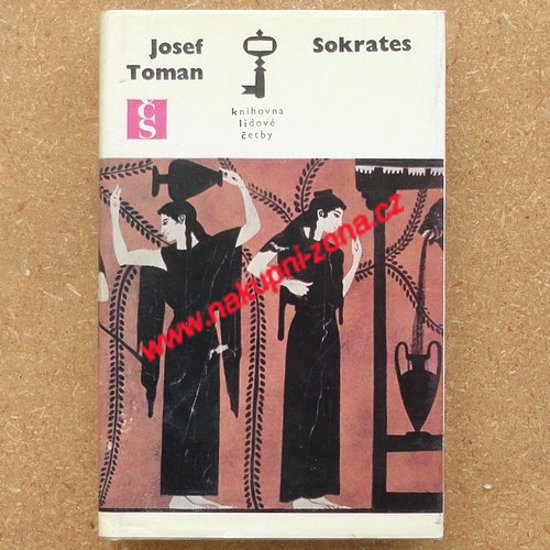 Josef
Toman
Sokrates
ČS
knihovna
lidové
četby
www.nakupni-zona.cz